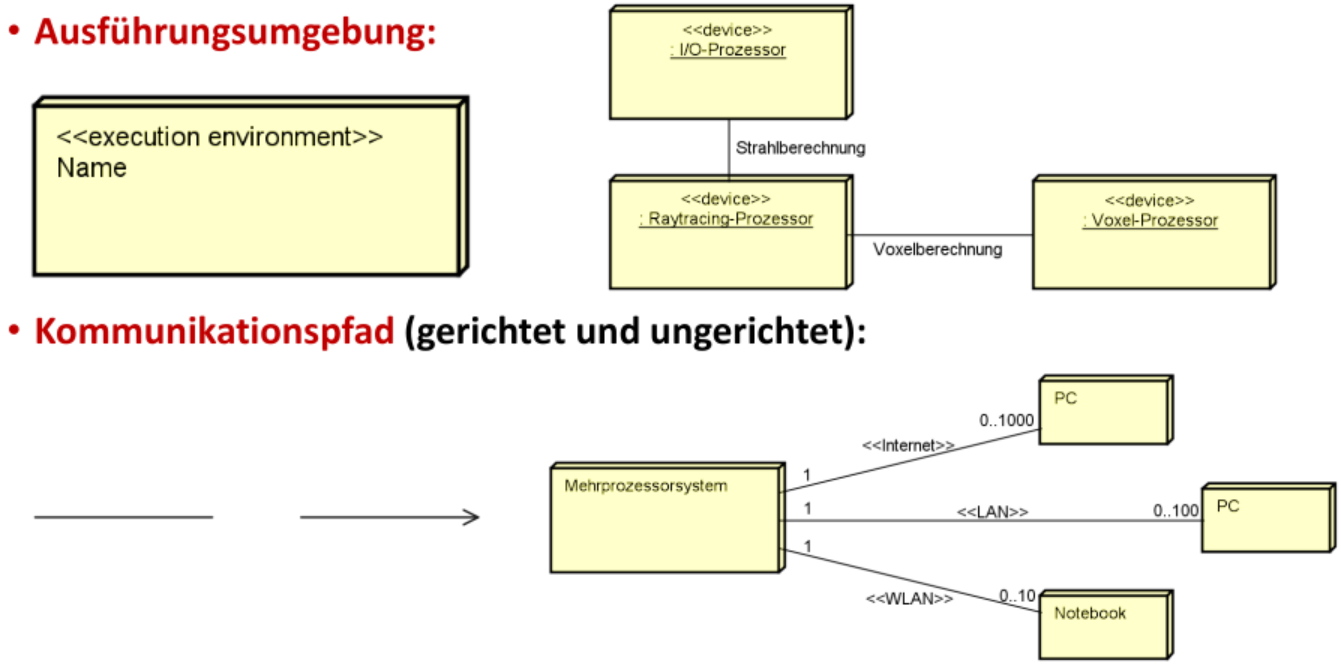 • Ausführungsumgebung:
<<execution environment>>
Name
<<device>>
: I/O-Prozessor
Strahlberechnung
<<device>>
: Raytracing-Prozessor
Voxelberechnung
<<device>>
: Voxel-Prozessor
• Kommunikationspfad (gerichtet und ungerichtet):
Mehrprozessorsystem
1
<<Internet>>
0..1000
PC
1
<<LAN>>
0..100
PC
1
<<WLAN>>
0..10
Notebook